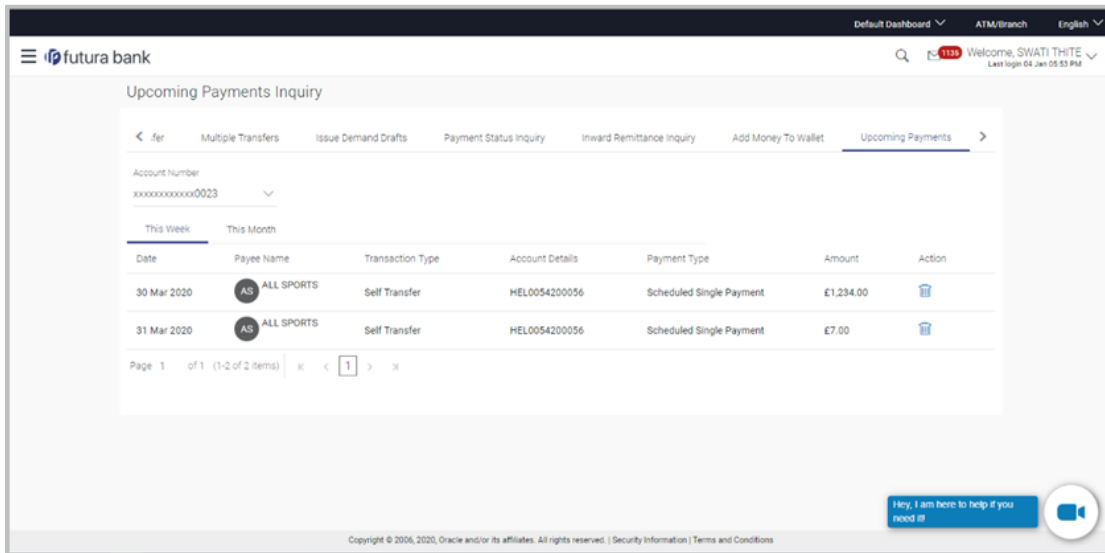 Default Dashboard ATM/Branch English
futura bank
1135 Welcome, SWATI THITE
Last login 04 Jan 05:53 PM
Upcoming Payments Inquiry
fer Multiple Transfers Issue Demand Drafts Payment Status Inquiry Inward Remittance Inquiry Add Money To Wallet Upcoming Payments
Account Number
xxxxxxxxxxxx0023
This Week This Month
Date Payee Name Transaction Type Account Details Payment Type Amount Action
30 Mar 2020 AS ALL SPORTS Self Transfer HEL0054200056 Scheduled Single Payment £1,234.00
31 Mar 2020 AS ALL SPORTS Self Transfer HEL0054200056 Scheduled Single Payment £7.00
Page 1 of 1 (1-2 of 2 items) 1
Hey, I am here to help if you
need it!
Copyright © 2006, 2020, Oracle and/or its affiliates. All rights reserved. | Security Information | Terms and Conditions